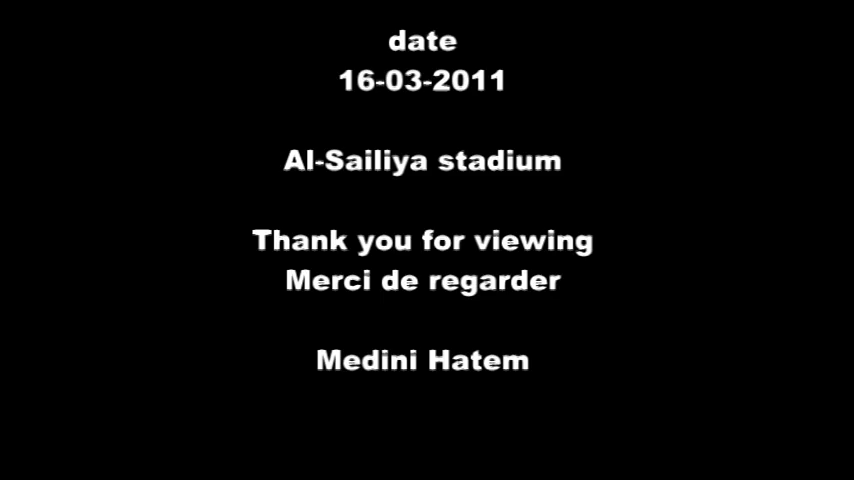 date
16-03-2011
Al-Sailiya stadium
Thank you for viewing
Merci de regarder
Medini Hatem